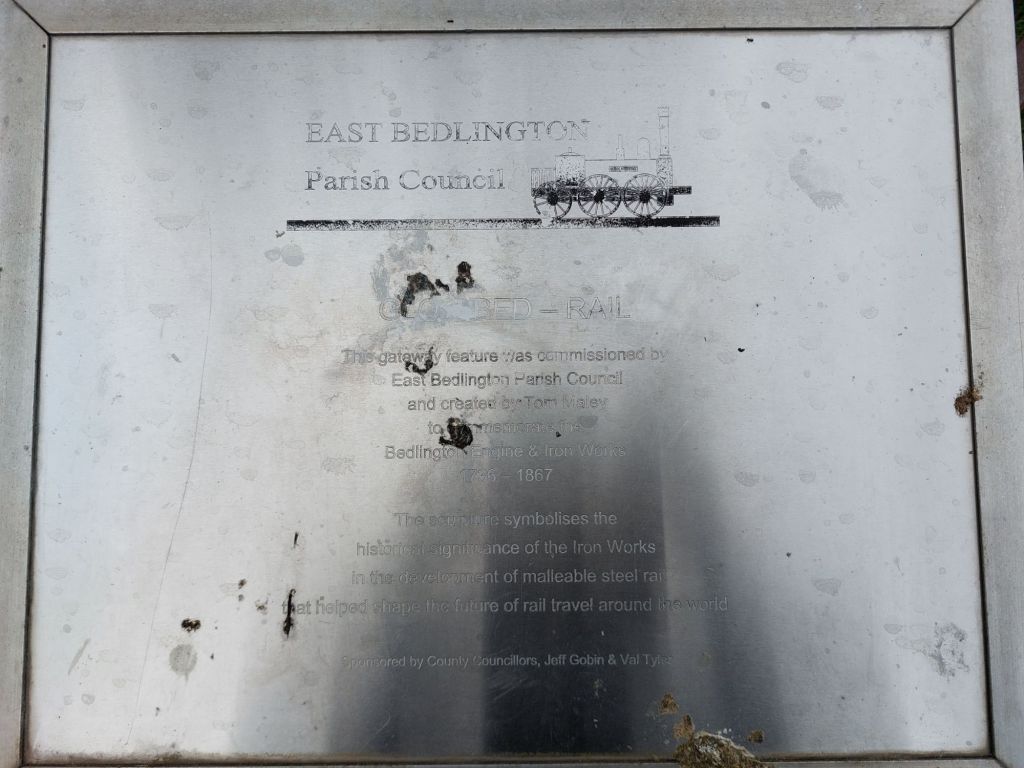 EAST BEDLINGTON
Parish Council
BED – RAIL
This gateway feature was commissioned by
East Bedlington Parish Council
and created by Tom Maley
to commemorate the
Bedlington Engine & Iron Works
1736 – 1867
The sculpture symbolises the
historical significance of the Iron Works
in the development of malleable steel rail
that helped shape the future of rail travel around the world
Sponsored by County Councillors, Jeff Gobin & Val Tyler